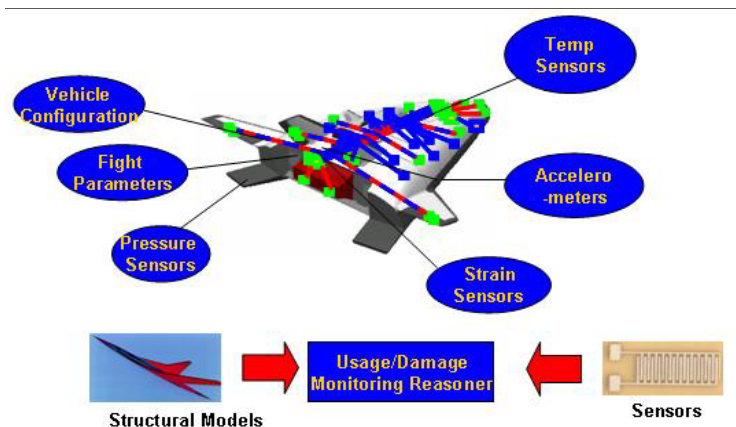 Temp
Sensors
Vehicle
Configuration
Fight
Parameters
Accelero
-meters
Pressure
Sensors
Strain
Sensors
Usage/Damage
Monitoring Reasoner
Structural Models
Sensors